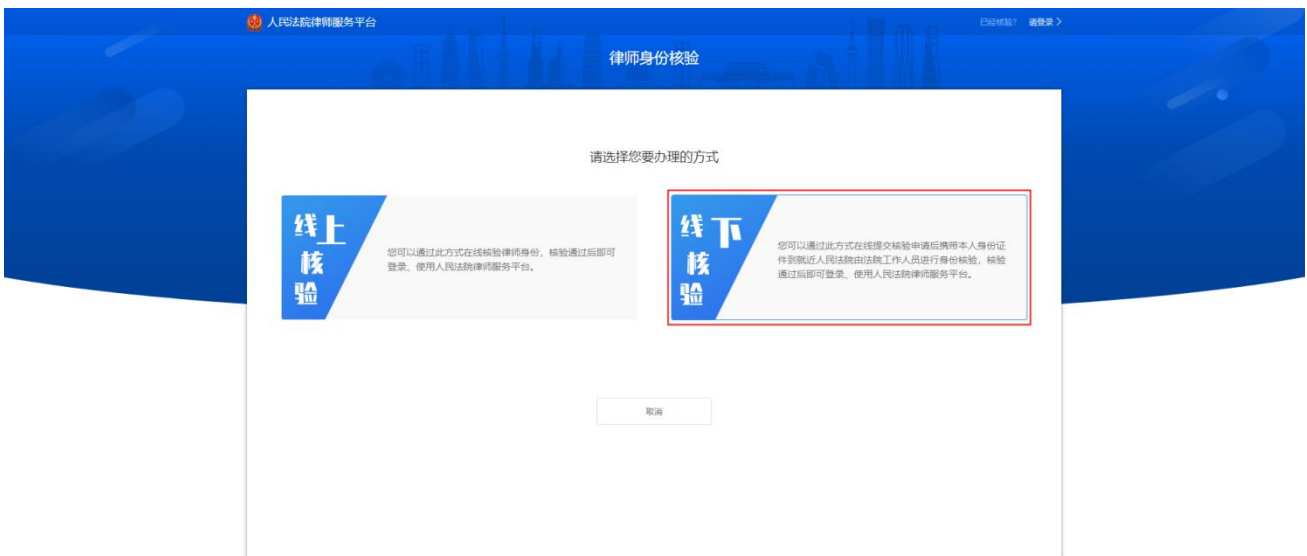 人民法院律师服务平台
已经核验? 请登录 >
律师身份核验
请选择您要办理的方式
线上核验
您可以通过此方式在线核验律师身份，核验通过后即可
登录、使用人民法院律师服务平台。
线下核验
您可以通过此方式在线提交核验申请后携带本人身份证
件到就近人民法院由法院工作人员进行身份核验，核验
通过后即可登录、使用人民法院律师服务平台。
取消